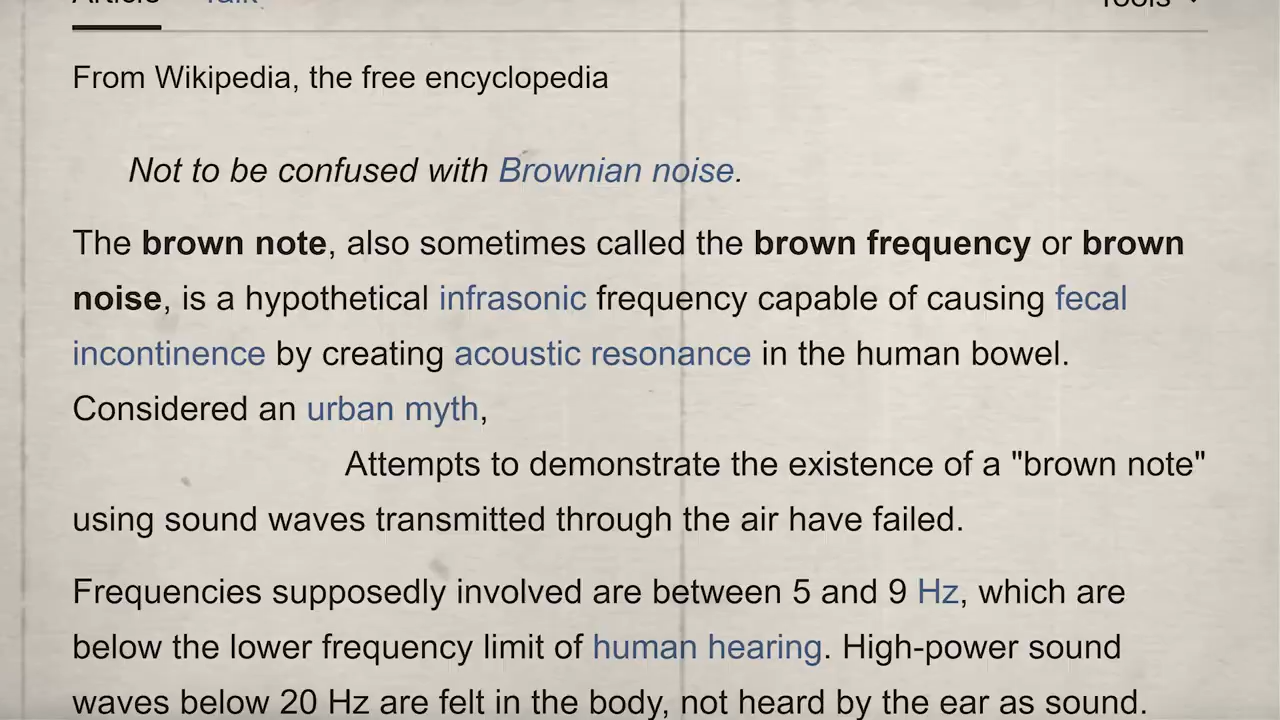 Article Talk Tools
From Wikipedia, the free encyclopedia
Not to be confused with Brownian noise.
The brown note, also sometimes called the brown frequency or brown
noise, is a hypothetical infrasonic frequency capable of causing fecal
incontinence by creating acoustic resonance in the human bowel.
Considered an urban myth,
Attempts to demonstrate the existence of a "brown note"
using sound waves transmitted through the air have failed.
Frequencies supposedly involved are between 5 and 9 Hz, which are
below the lower frequency limit of human hearing. High-power sound
waves below 20 Hz are felt in the body, not heard by the ear as sound.